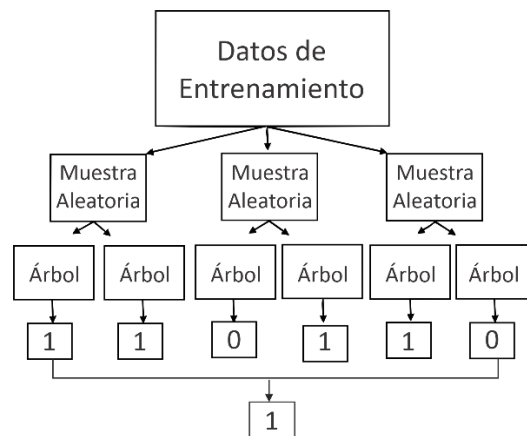 Datos de
Entrenamiento
Muestra
Aleatoria
Muestra
Aleatoria
Muestra
Aleatoria
Árbol
Árbol
Árbol
Árbol
Árbol
Árbol
1
1
0
1
1
0
1